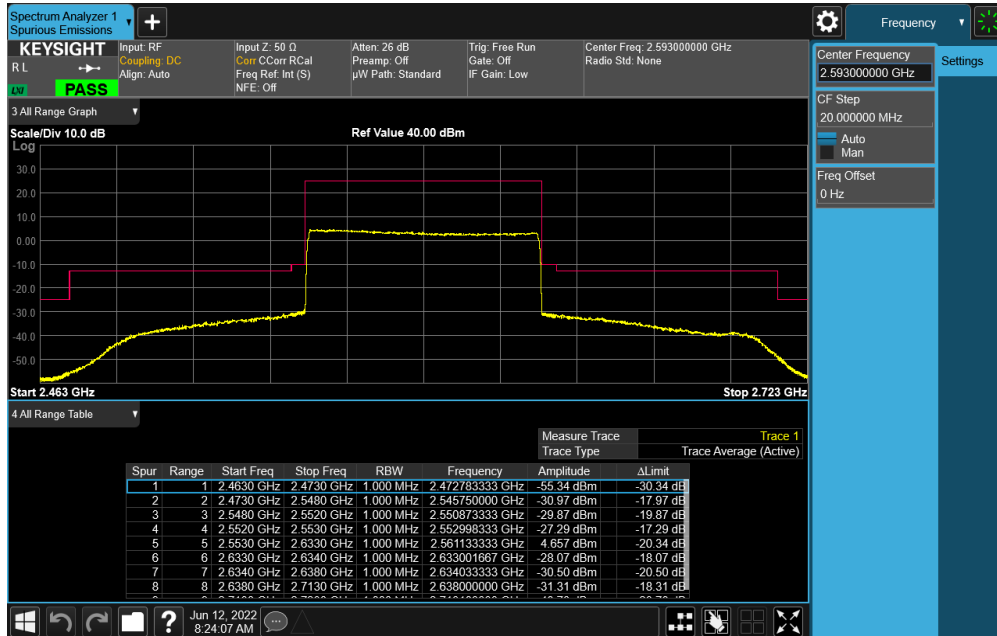 Spectrum Analyzer 1
Spurious Emissions
Frequency
KEYSIGHT
R L
LXI
PASS
Input: RF
Coupling: DC
Align: Auto
Input Z: 50 Ω
Corr CCorr RCal
Freq Ref: Int (S)
NFE: Off
Atten: 26 dB
Preamp: Off
µW Path: Standard
Trig: Free Run
Gate: Off
IF Gain: Low
Center Freq: 2.593000000 GHz
Radio Std: None
Center Frequency
2.593000000 GHz
Settings
CF Step
20.000000 MHz
Auto
Man
Freq Offset
0 Hz
3 All Range Graph
Scale/Div 10.0 dB
Ref Value 40.00 dBm
Log
30.0
20.0
10.0
0.00
-10.0
-20.0
-30.0
-40.0
-50.0
Start 2.463 GHz
Stop 2.723 GHz
4 All Range Table
Measure Trace Trace 1
Trace Type Trace Average (Active)
Spur Range Start Freq Stop Freq RBW Frequency Amplitude ΔLimit
1 1 2.4630 GHz 2.4730 GHz 1.000 MHz 2.472783333 GHz -55.34 dBm -30.34 dB
2 2 2.4730 GHz 2.5480 GHz 1.000 MHz 2.545750000 GHz -30.97 dBm -17.97 dB
3 3 2.5480 GHz 2.5520 GHz 1.000 MHz 2.550873333 GHz -29.87 dBm -19.87 dB
4 4 2.5520 GHz 2.5530 GHz 1.000 MHz 2.552998333 GHz -27.29 dBm -17.29 dB
5 5 2.5530 GHz 2.6330 GHz 1.000 MHz 2.561133333 GHz 4.657 dBm -20.34 dB
6 6 2.6330 GHz 2.6340 GHz 1.000 MHz 2.633001667 GHz -28.07 dBm -18.07 dB
7 7 2.6340 GHz 2.6380 GHz 1.000 MHz 2.634033333 GHz -30.50 dBm -20.50 dB
8 8 2.6380 GHz 2.7130 GHz 1.000 MHz 2.638000000 GHz -31.31 dBm -18.31 dB
?
Jun 12, 2022
8:24:07 AM